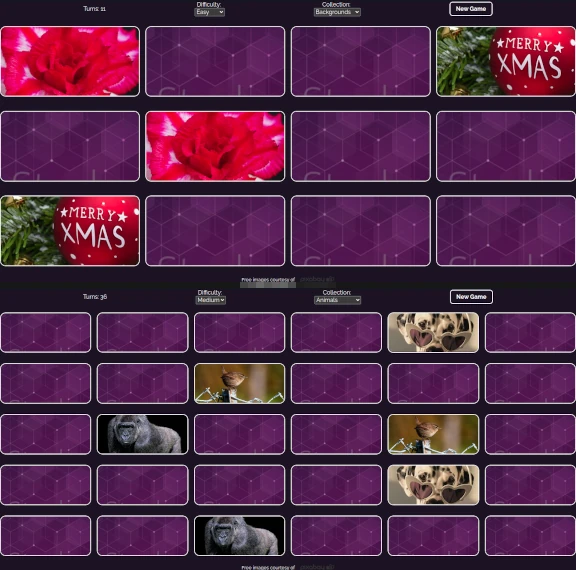 Turns: 11
Difficulty:
Easy
Collection:
Backgrounds
New Game
MERRY
XMAS
MERRY
XMAS
Free images courtesy of
Turns: 36
Difficulty:
Medium
Collection:
Animals
New Game
Free images courtesy of